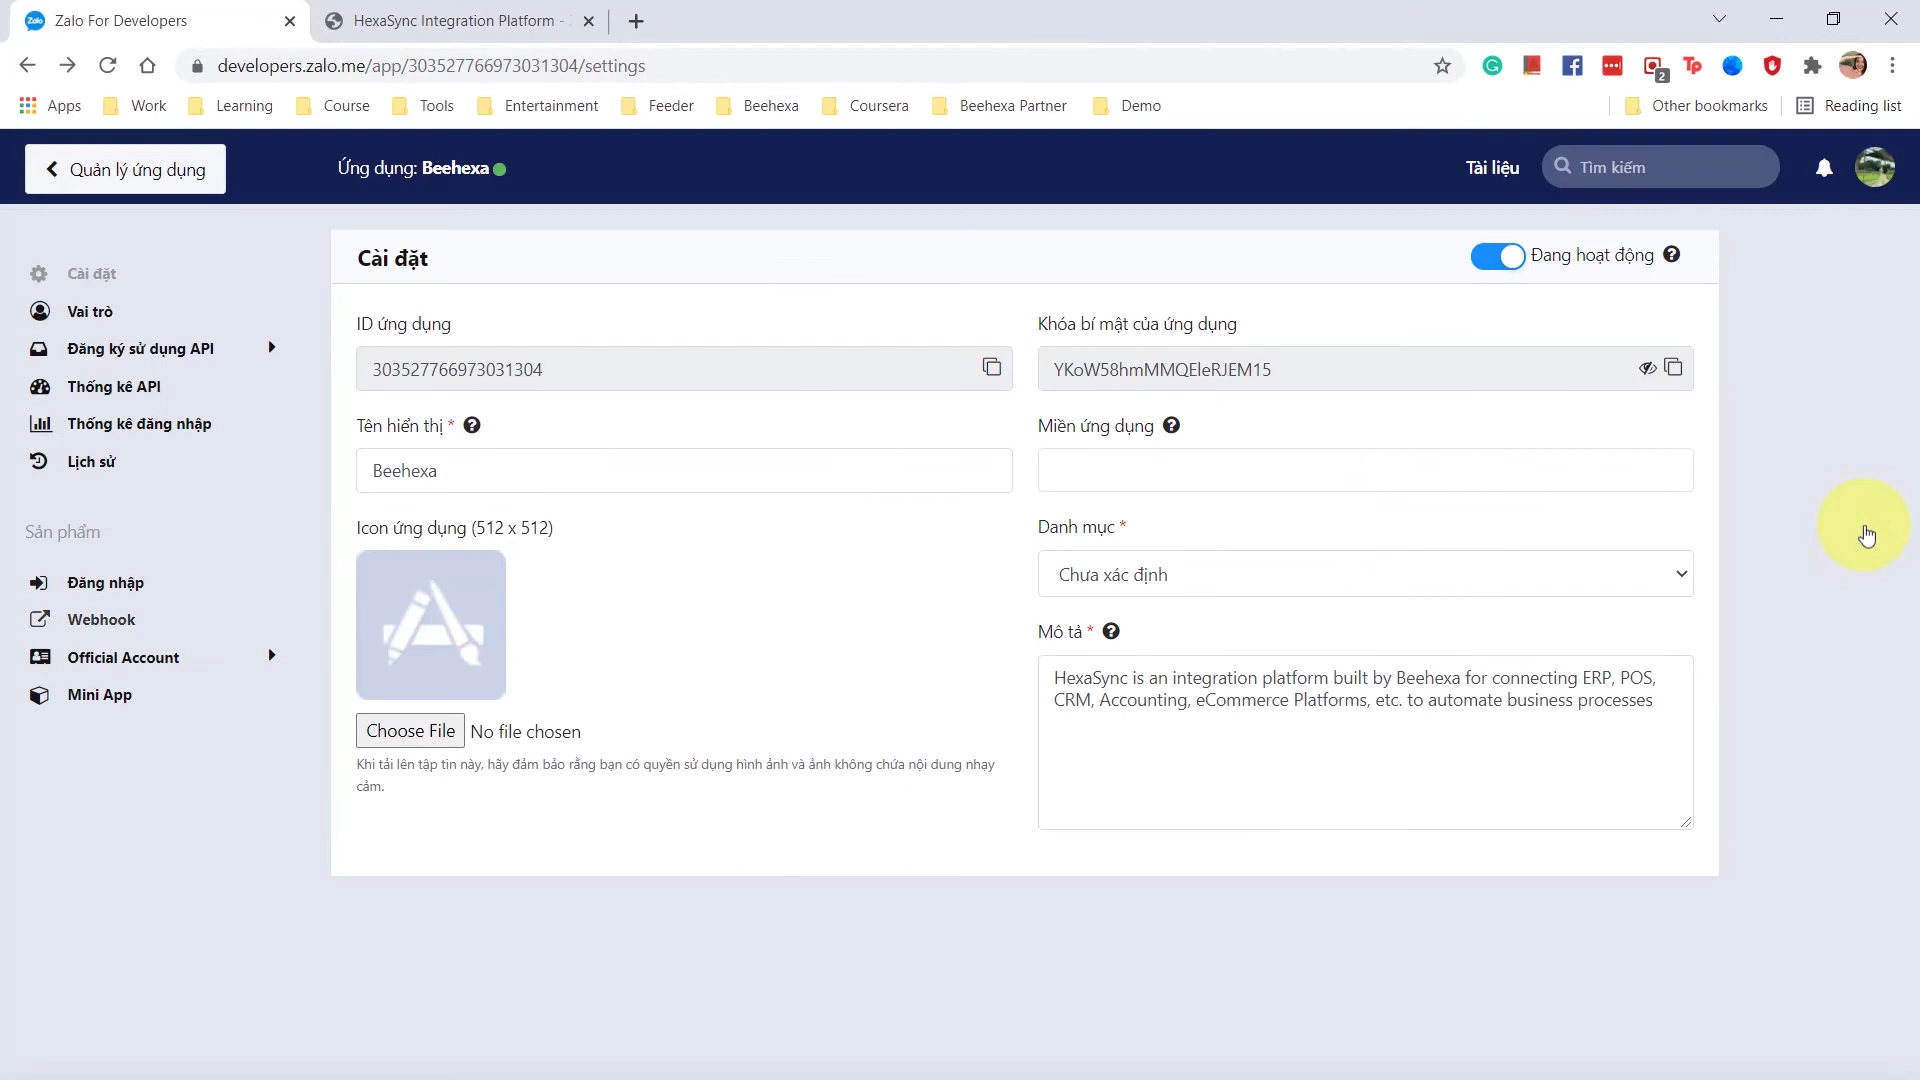 Zalo For Developers
HexaSync Integration Platform -
developers.zalo.me/app/303527766973031304/settings
2
Apps
Work
Learning
Course
Tools
Entertainment
Feeder
Beehexa
Coursera
Beehexa Partner
Demo
Other bookmarks
Reading list
Quản lý ứng dụng
Ứng dụng: Beehexa
Tài liệu
Tìm kiếm
Cài đặt
Vai trò
Đăng ký sử dụng API
Thống kê API
Thống kê đăng nhập
Lịch sử
Sản phẩm
Đăng nhập
Webhook
Official Account
Mini App
Cài đặt
Đang hoạt động
ID ứng dụng
303527766973031304
Khóa bí mật của ứng dụng
YKoW58hmMMQEleRJEM15
Tên hiển thị *
Beehexa
Miền ứng dụng
Icon ứng dụng (512 x 512)
Choose File No file chosen
Khi tải lên tập tin này, hãy đảm bảo rằng bạn có quyền sử dụng hình ảnh và ảnh không chứa nội dung nhạy
cảm.
Danh mục *
Chưa xác định
Mô tả *
HexaSync is an integration platform built by Beehexa for connecting ERP, POS,
CRM, Accounting, eCommerce Platforms, etc. to automate business processes